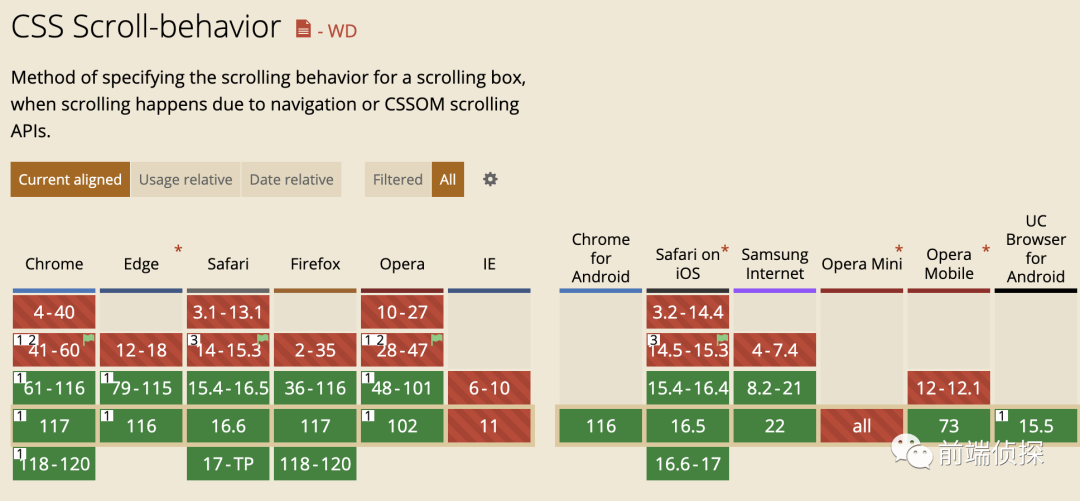 CSS Scroll-behavior - WD
Method of specifying the scrolling behavior for a scrolling box,
when scrolling happens due to navigation or CSSOM scrolling
APIs.
Current aligned Usage relative Date relative Filtered All
Chrome Edge * Safari Firefox Opera IE
Chrome for Android Safari on iOS * Samsung Internet Opera Mini * Opera Mobile * UC Browser for Android
4-40 3.1-13.1 10-27 3.2-14.4
1 2 41-60 12-18 3 14-15.3 2-35 1 2 28-47 3 14.5-15.3 4-7.4
1 61-116 1 79-115 15.4-16.5 36-116 1 48-101 6-10 15.4-16.4 8.2-21 12-12.1
1 117 1 116 16.6 117 1 102 11 116 16.5 22 all 73 1 15.5
1 118-120 17-TP 118-120 16.6-17
前端侦探